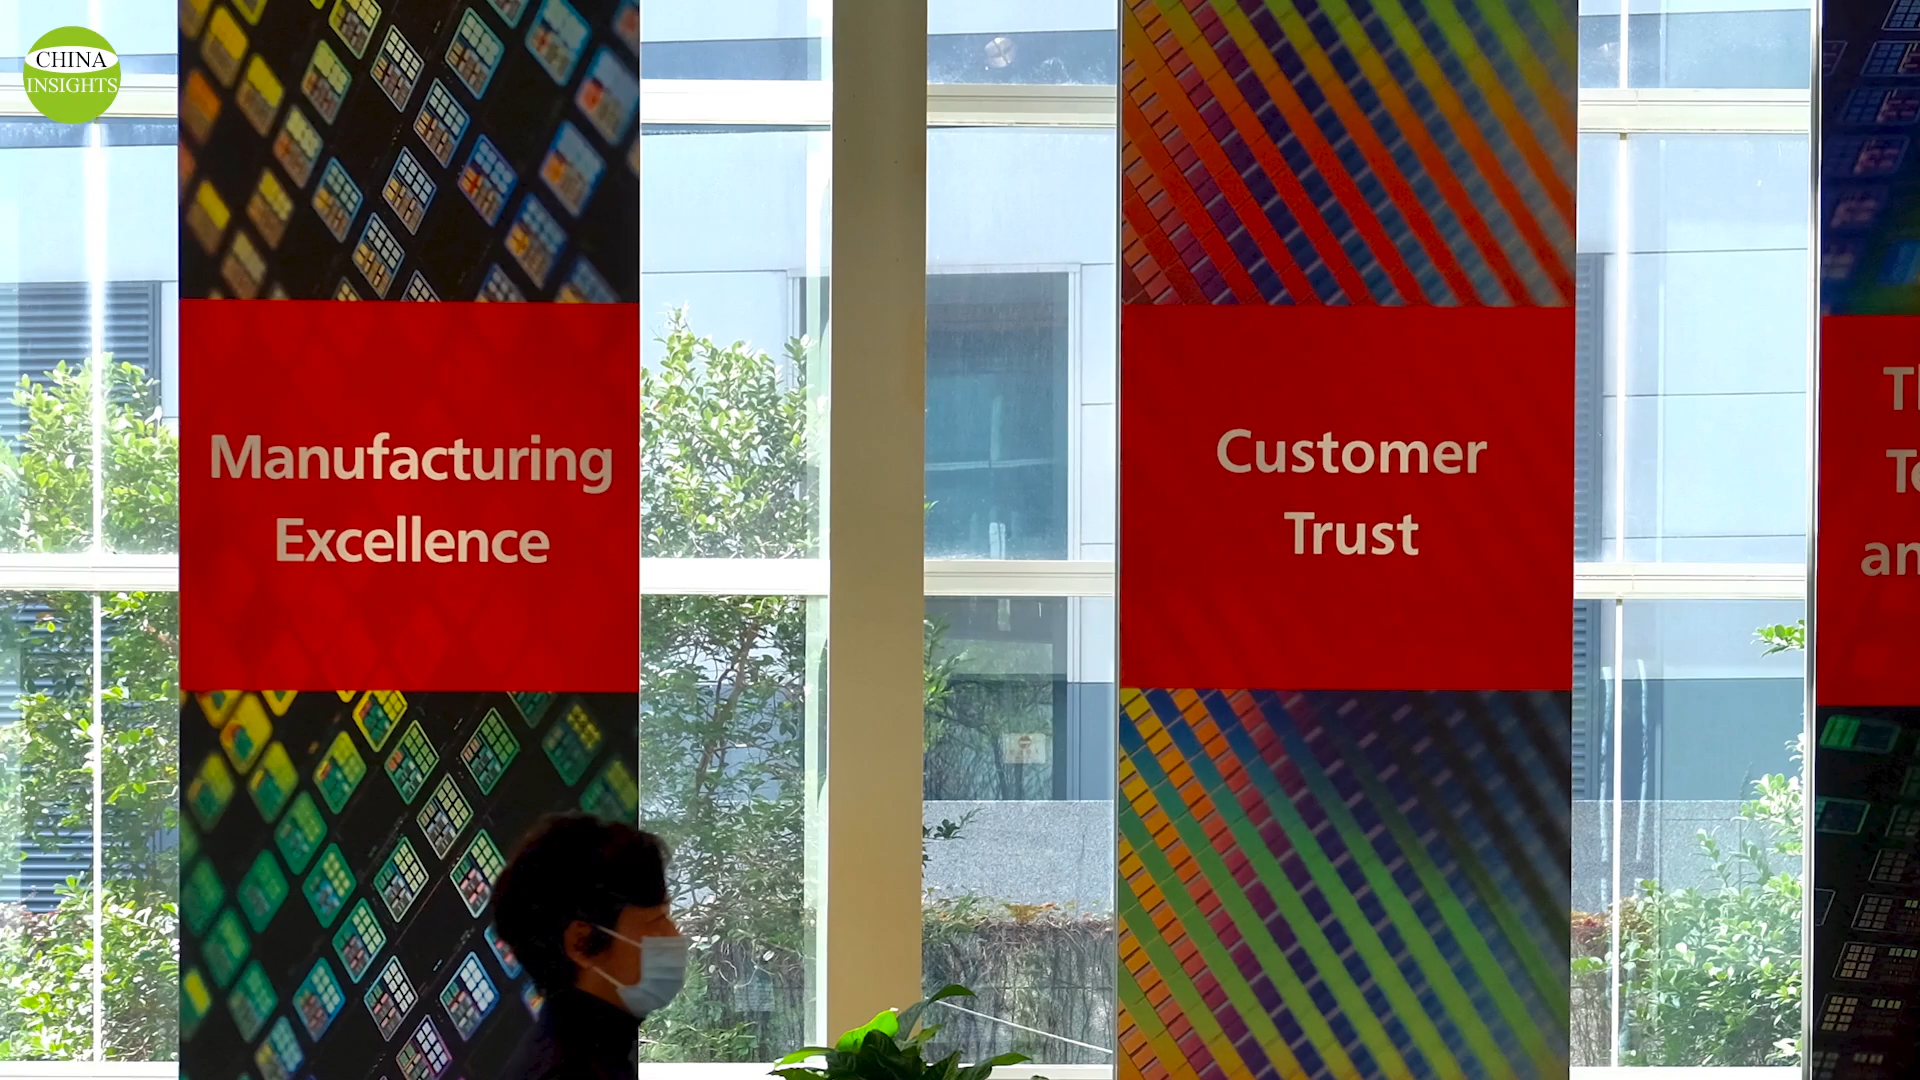 CHINA
INSIGHTS
Manufacturing
Excellence
Customer
Trust